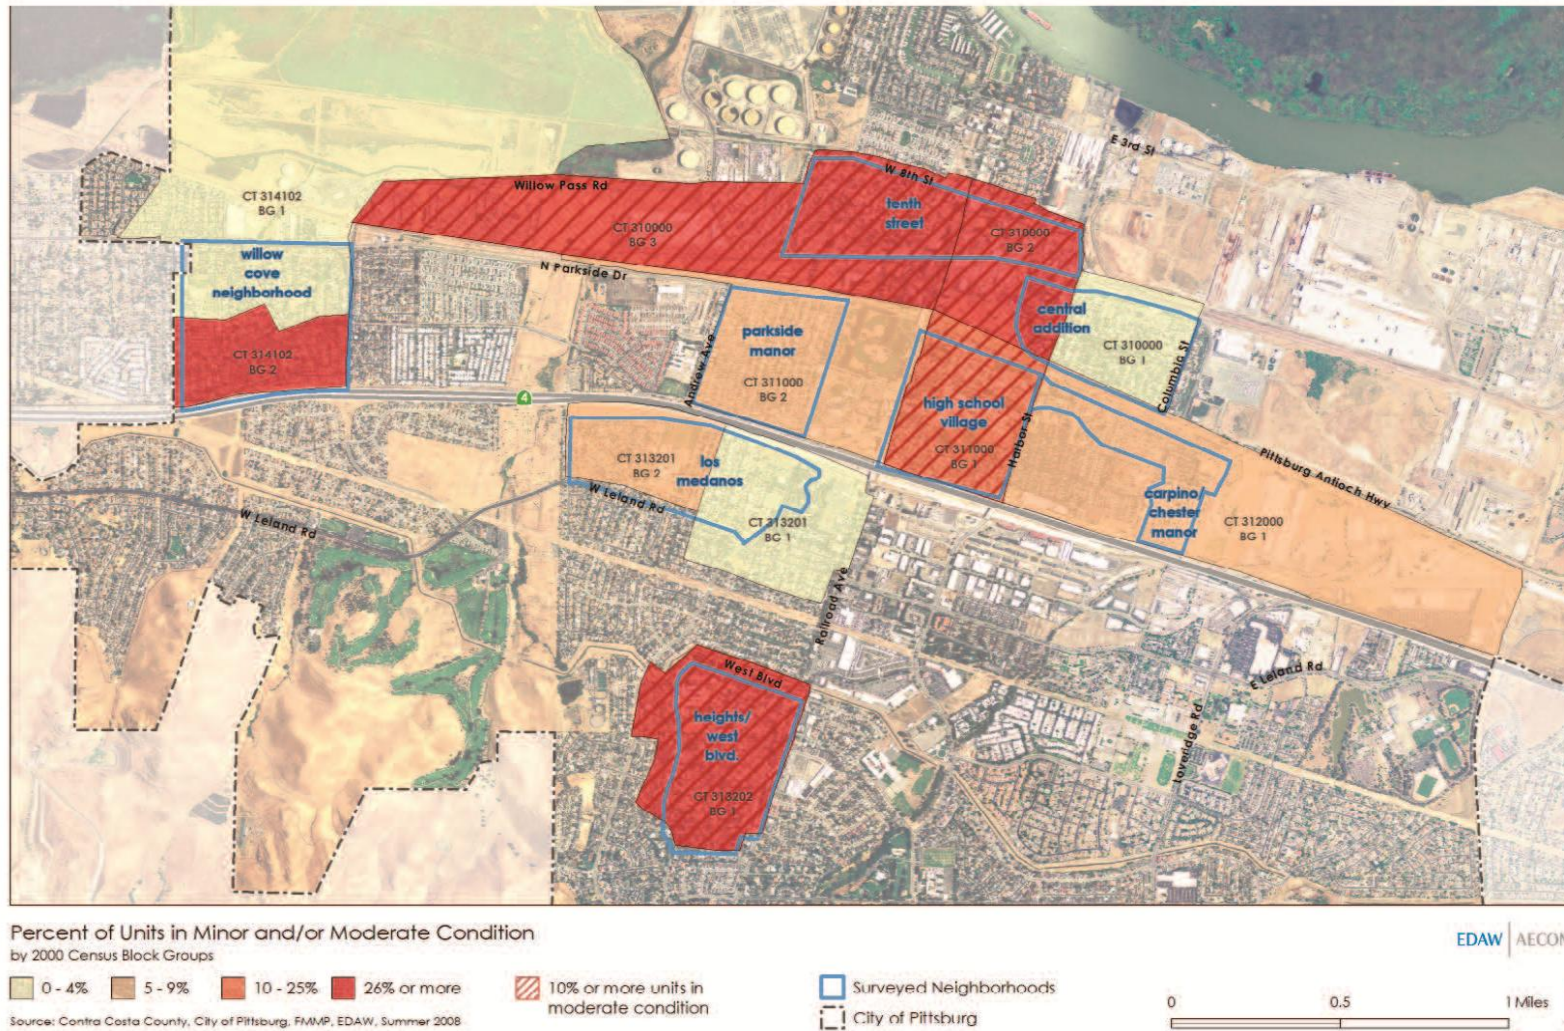 E 3rd St
W 8th St
Willow Pass Rd
tenth
street
CT 314102
BG 1
CT 310000
BG 3
CT 310000
BG 2
willow
cove
neighborhood
N Parkside Dr
central
addition
parkside
manor
CT 310000
BG 1
CT 314102
BG 2
Andrew Ave
Columbia St
CT 311000
BG 2
4
high school
village
Harbor St
CT 311000
BG 1
CT 313201
BG 2
los
medanos
Pittsburg Antioch Hwy
W Leland Rd
carpino/
chester
manor
W Leland Rd
CT 313201
BG 1
CT 312000
BG 1
Railroad Ave
West Blvd
E Leland Rd
heights/
west
blvd.
Loveridge Rd
CT 313202
BG 1
Percent of Units in Minor and/or Moderate Condition
by 2000 Census Block Groups
EDAW | AECOM
0 - 4%
5 - 9%
10 - 25%
26% or more
10% or more units in
moderate condition
Surveyed Neighborhoods
City of Pittsburg
0 0.5 1 Miles
Source: Contra Costa County, City of Pittsburg, FMMP, EDAW, Summer 2008